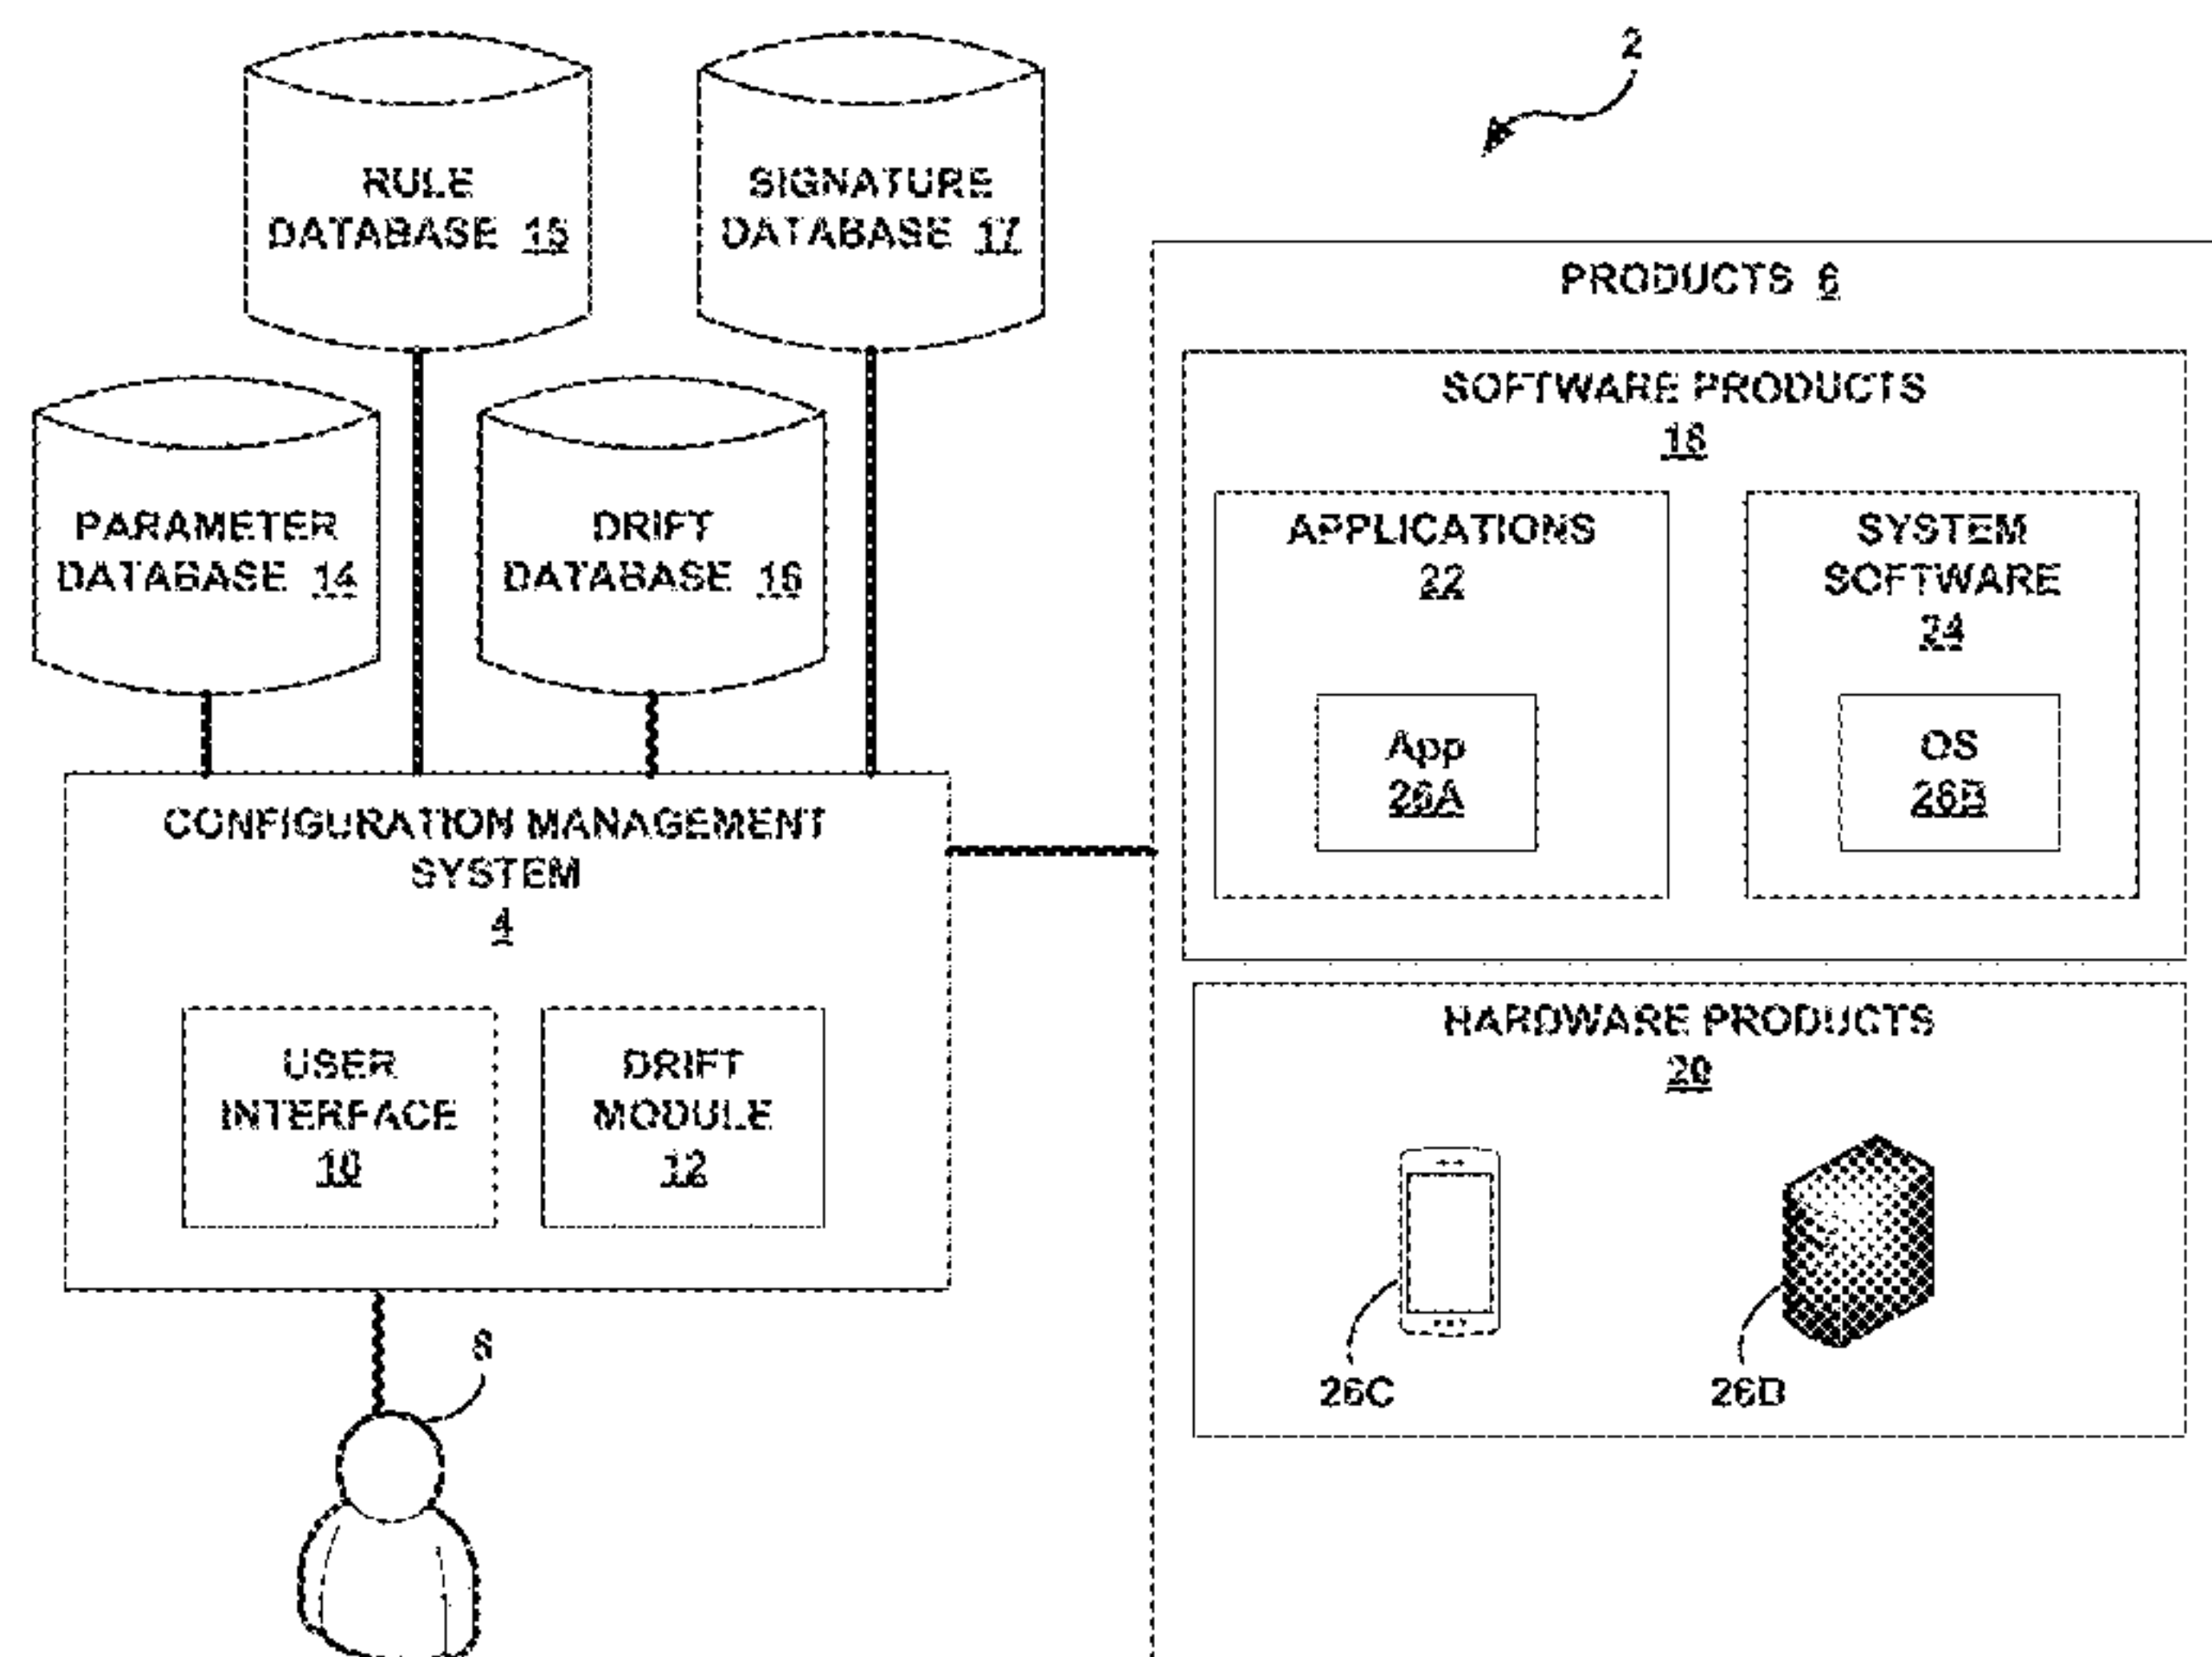 2
RULE
DATABASE 15
SIGNATURE
DATABASE 17
PARAMETER
DATABASE 14
DRIFT
DATABASE 16
CONFIGURATION MANAGEMENT
SYSTEM
4
USER
INTERFACE
10
DRIFT
MODULE
12
8
PRODUCTS 6
SOFTWARE PRODUCTS
18
APPLICATIONS
22
App
26A
SYSTEM
SOFTWARE
24
OS
26B
HARDWARE PRODUCTS
20
26C
26D